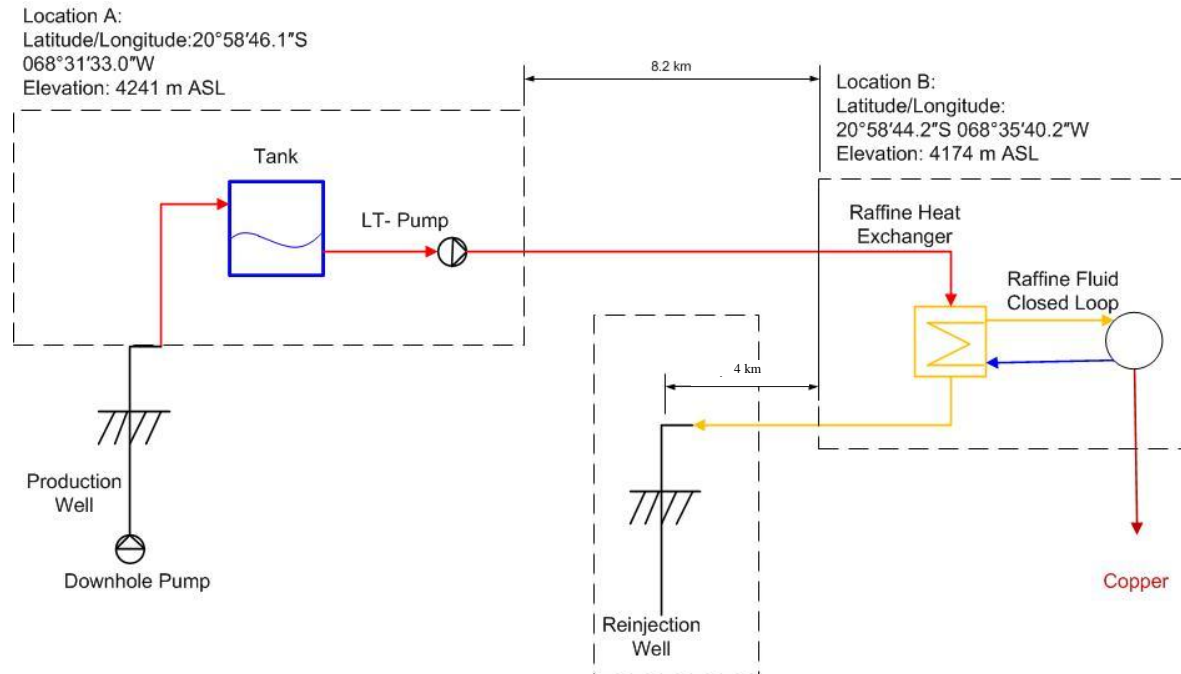 Location A:
Latitude/Longitude:20°58′46.1″S
068°31′33.0″W
Elevation: 4241 m ASL
8.2 km
Location B:
Latitude/Longitude:
20°58′44.2″S 068°35′40.2″W
Elevation: 4174 m ASL
Tank
LT- Pump
Raffine Heat
Exchanger
Raffine Fluid
Closed Loop
4 km
Production
Well
Downhole Pump
Copper
Reinjection
Well